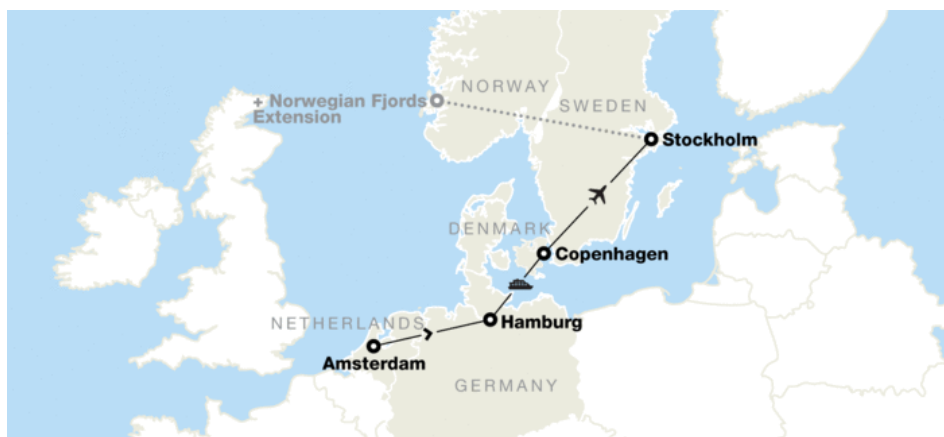 NORWAY
+ Norwegian Fjords
Extension
SWEDEN
Stockholm
DENMARK
Copenhagen
NETHERLANDS
Hamburg
Amsterdam
GERMANY